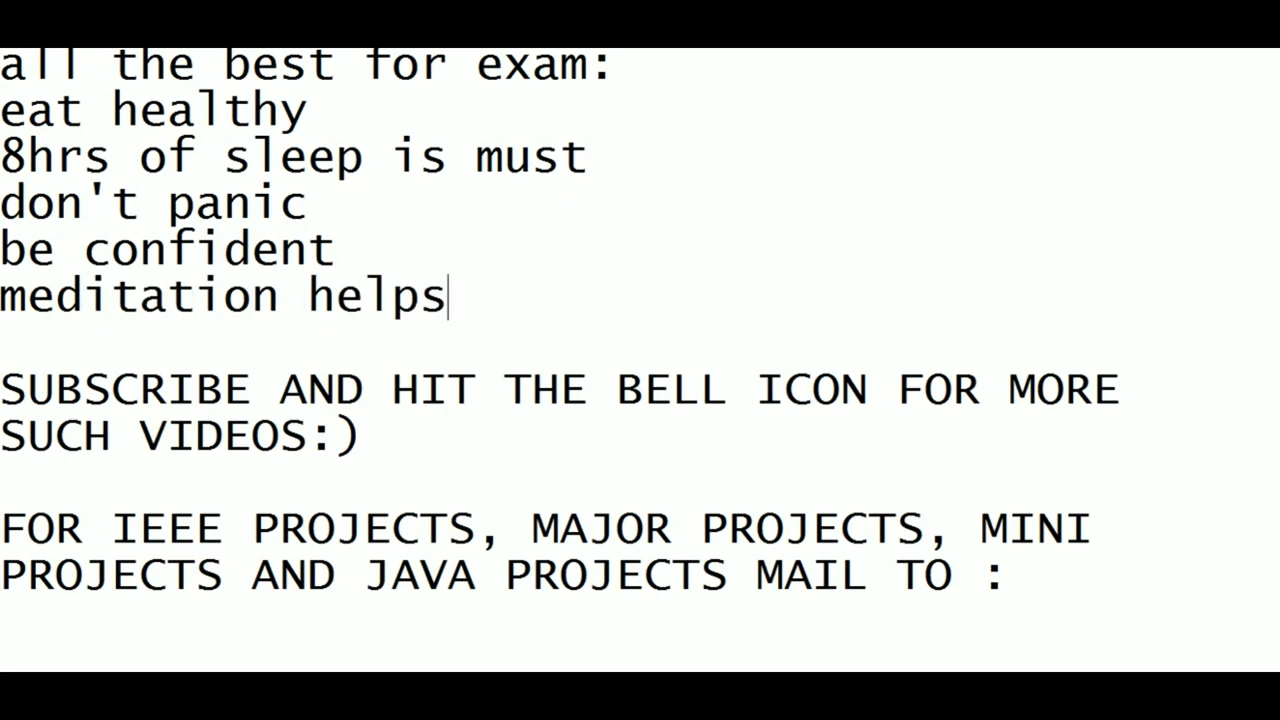 all the best for exam:
eat healthy
8hrs of sleep is must
don't panic
be confident
meditation helps
SUBSCRIBE AND HIT THE BELL ICON FOR MORE
SUCH VIDEOS:)
FOR IEEE PROJECTS, MAJOR PROJECTS, MINI
PROJECTS AND JAVA PROJECTS MAIL TO :